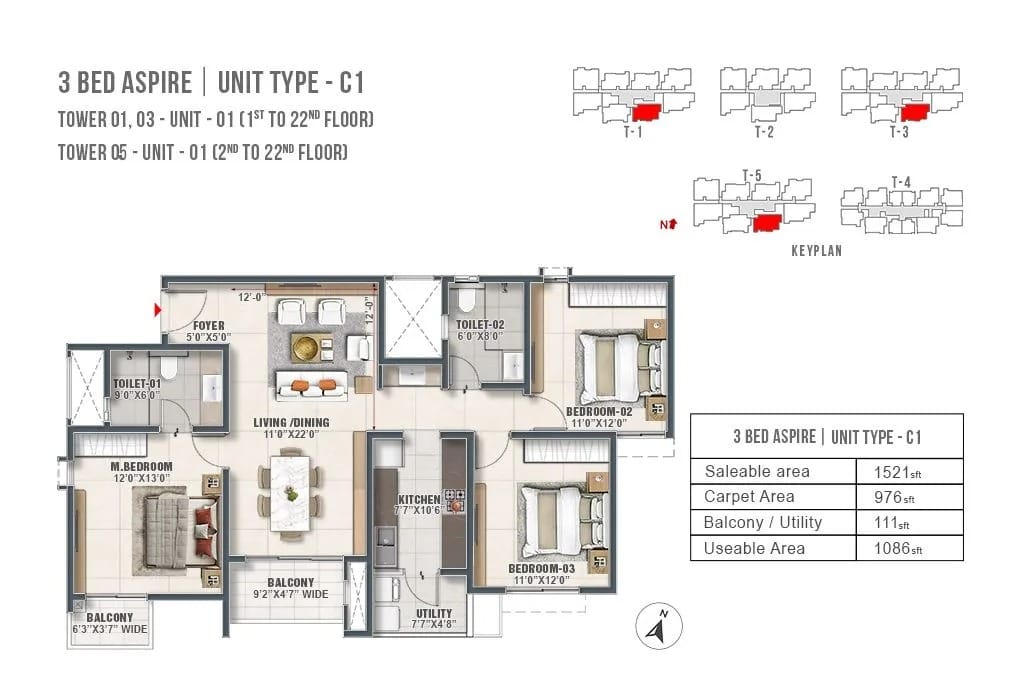 3 BED ASPIRE | UNIT TYPE - C1
TOWER 01, 03 - UNIT - 01 (1ST TO 22ND FLOOR)
TOWER 05 - UNIT - 01 (2ND TO 22ND FLOOR)
T-1
T-2
T-3
T-5
T-4
N
KEYPLAN
12'-0"
12'-0"
FOYER
5'0"X5'0"
TOILET-02
6'0"X8'0"
TOILET-01
9'0"X6'0"
LIVING /DINING
11'0"X22'0"
BEDROOM-02
11'0"X12'0"
M.BEDROOM
12'0"X13'0"
KITCHEN
7'7"X10'6"
BEDROOM-03
11'0"X12'0"
BALCONY
9'2"X4'7" WIDE
UTILITY
7'7"X4'8"
BALCONY
6'3"X3'7" WIDE
N
3 BED ASPIRE | UNIT TYPE - C1
Saleable area 1521sft
Carpet Area 976sft
Balcony / Utility 111sft
Useable Area 1086sft